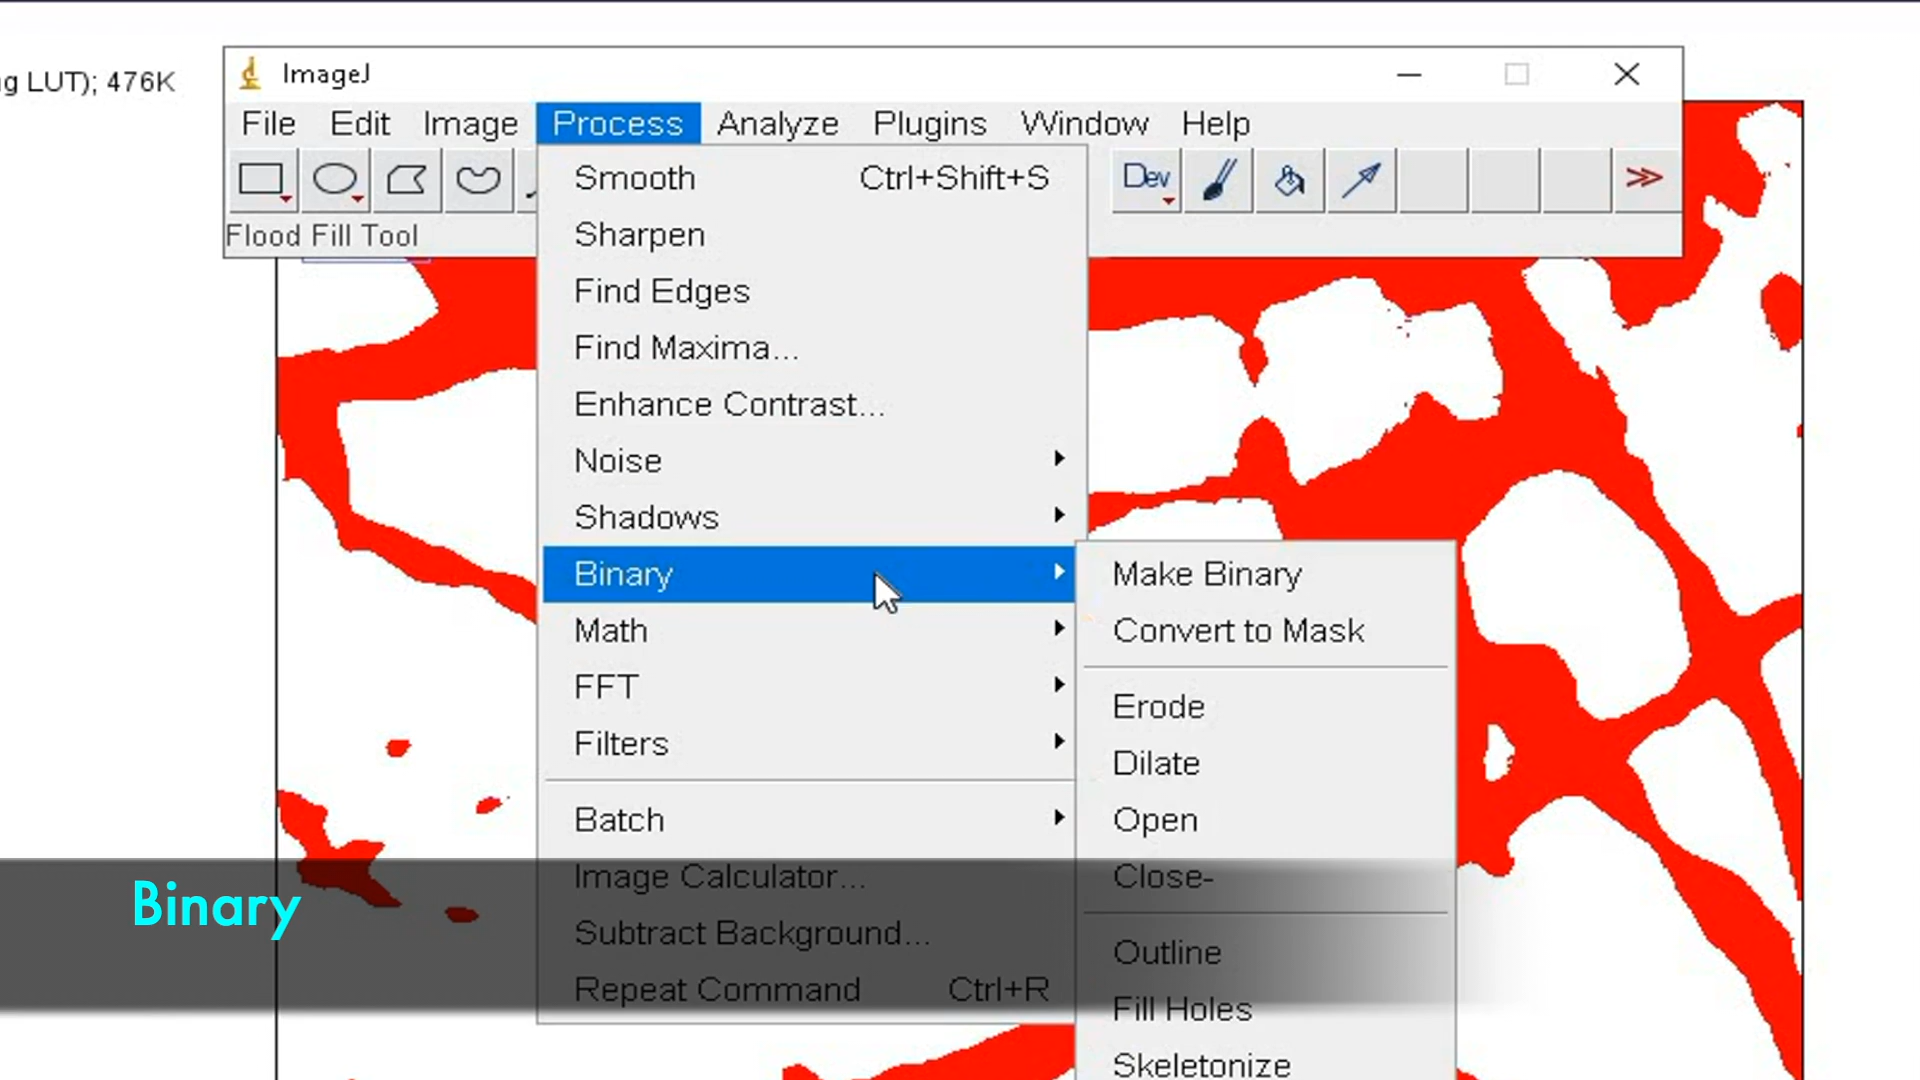 g LUT); 476K
ImageJ
File Edit Image Process Analyze Plugins Window Help
Dev
Flood Fill Tool
Smooth Ctrl+Shift+S
Sharpen
Find Edges
Find Maxima...
Enhance Contrast...
Noise
Shadows
Binary
Math
FFT
Filters
Batch
Image Calculator...
Subtract Background...
Repeat Command Ctrl+R
Make Binary
Convert to Mask
Erode
Dilate
Open
Close-
Outline
Fill Holes
Skeletonize
Binary